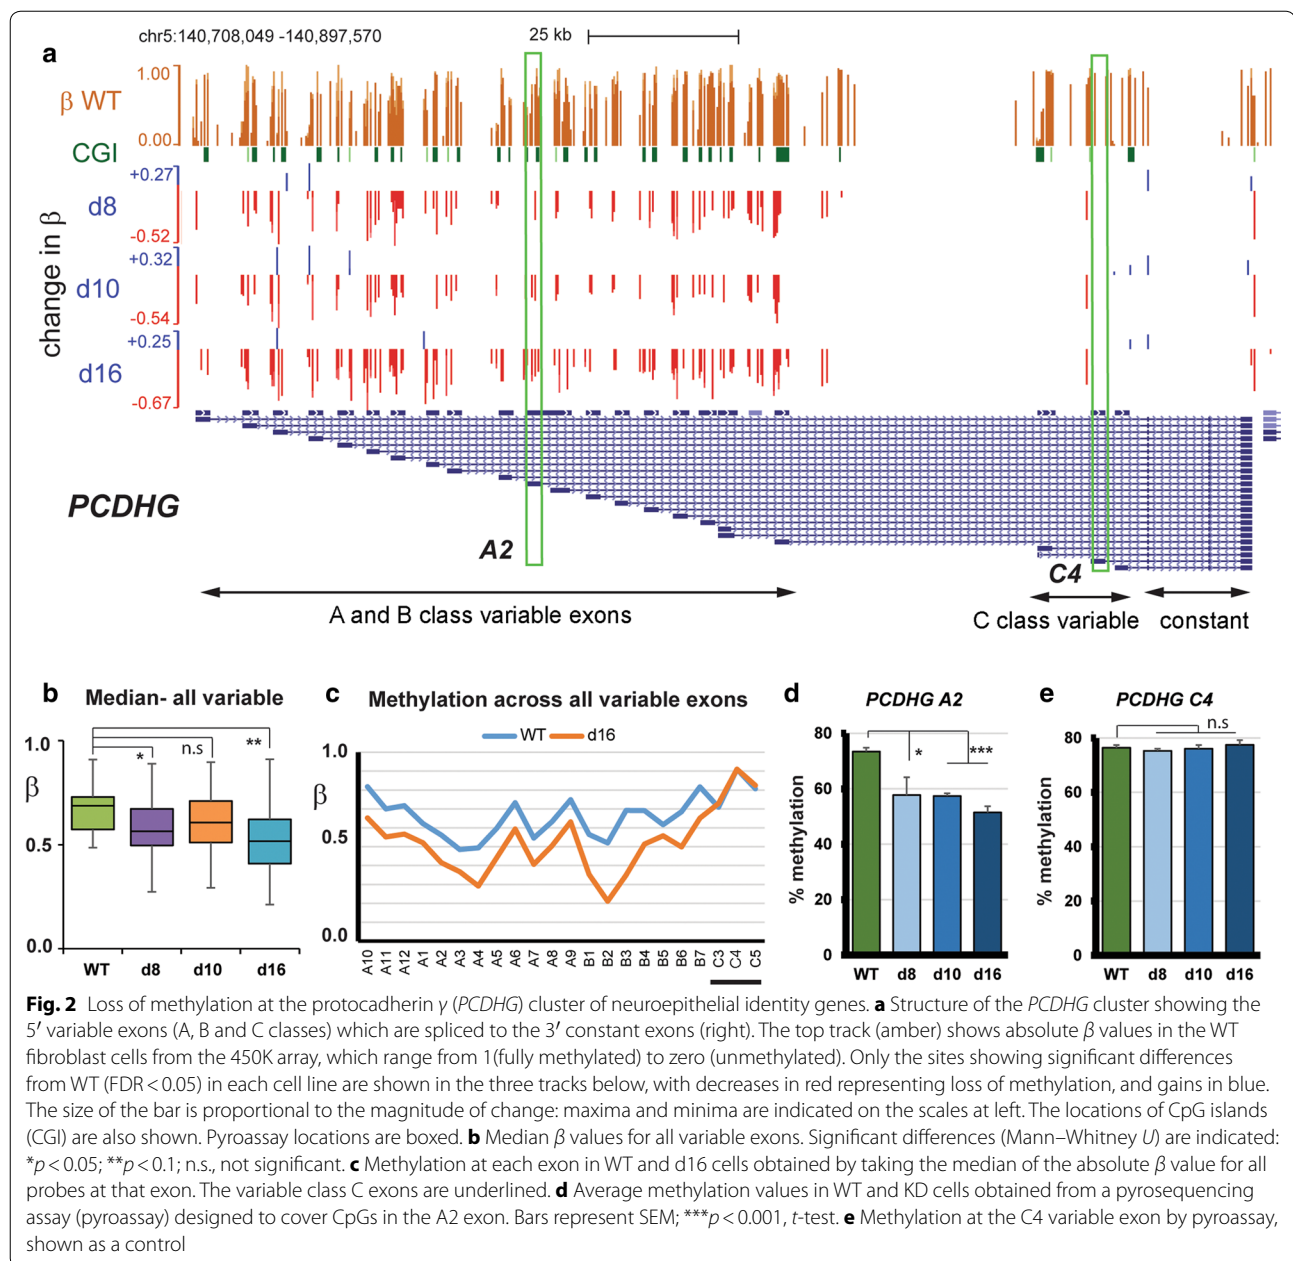 chr5:140,708,049 -140,897,570
25 kb
a
1.00
β WT
0.00
CGI
change in β
+0.27
d8
-0.52
+0.32
d10
-0.54
+0.25
d16
-0.67
PCDHG
A2
C4
A and B class variable exons
C class variable
constant
b
Median- all variable
1.0
β
0.5
0.0
*
n.s
**
WT
d8
d10
d16
c
Methylation across all variable exons
WT
d16
1.0
β
0.5
0.0
A10
A11
A12
A1
A2
A3
A4
A5
A6
A7
A8
A9
B1
B2
B3
B4
B5
B6
B7
C3
C4
C5
d
PCDHG A2
% methylation
80
60
40
20
0
*
***
WT
d8
d10
d16
e
PCDHG C4
n.s
% methylation
80
60
40
20
0
WT
d8
d10
d16
Fig. 2 Loss of methylation at the protocadherin γ (PCDHG) cluster of neuroepithelial identity genes. a Structure of the PCDHG cluster showing the
5′ variable exons (A, B and C classes) which are spliced to the 3′ constant exons (right). The top track (amber) shows absolute β values in the WT
fibroblast cells from the 450K array, which range from 1(fully methylated) to zero (unmethylated). Only the sites showing significant differences
from WT (FDR < 0.05) in each cell line are shown in the three tracks below, with decreases in red representing loss of methylation, and gains in blue.
The size of the bar is proportional to the magnitude of change: maxima and minima are indicated on the scales at left. The locations of CpG islands
(CGI) are also shown. Pyroassay locations are boxed. b Median β values for all variable exons. Significant differences (Mann–Whitney U) are indicated:
*p < 0.05; **p < 0.1; n.s., not significant. c Methylation at each exon in WT and d16 cells obtained by taking the median of the absolute β value for all
probes at that exon. The variable class C exons are underlined. d Average methylation values in WT and KD cells obtained from a pyrosequencing
assay (pyroassay) designed to cover CpGs in the A2 exon. Bars represent SEM; ***p < 0.001, t-test. e Methylation at the C4 variable exon by pyroassay,
shown as a control